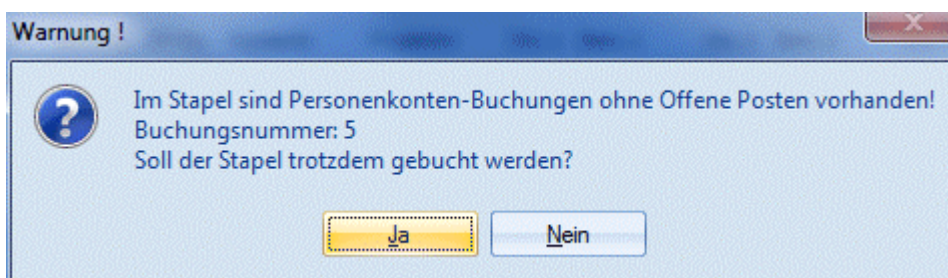 Warnung !
Im Stapel sind Personenkonten-Buchungen ohne Offene Posten vorhanden!
Buchungsnummer: 5
Soll der Stapel trotzdem gebucht werden?
Ja
Nein